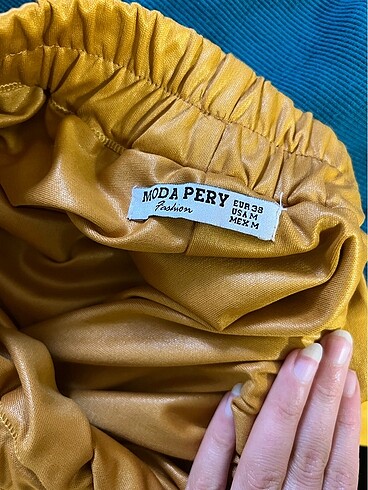 MODA PERY
Fashion
EUR 38
USA M
MEX M